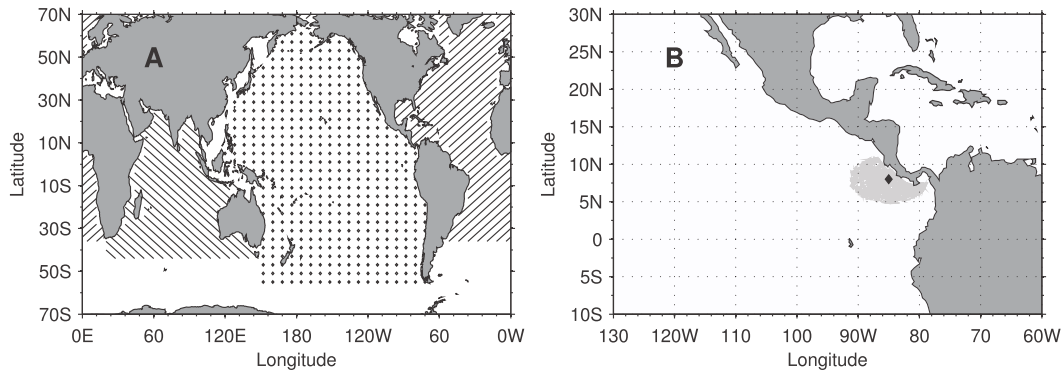 A
70N
50N
30N
10N
10S
30S
50S
70S
Latitude
0E
60
120E
180
120W
60
0W
Longitude
B
30N
25N
20N
15N
10N
5N
0
5S
10S
Latitude
130
120W
110
100
90W
80
70
60W
Longitude